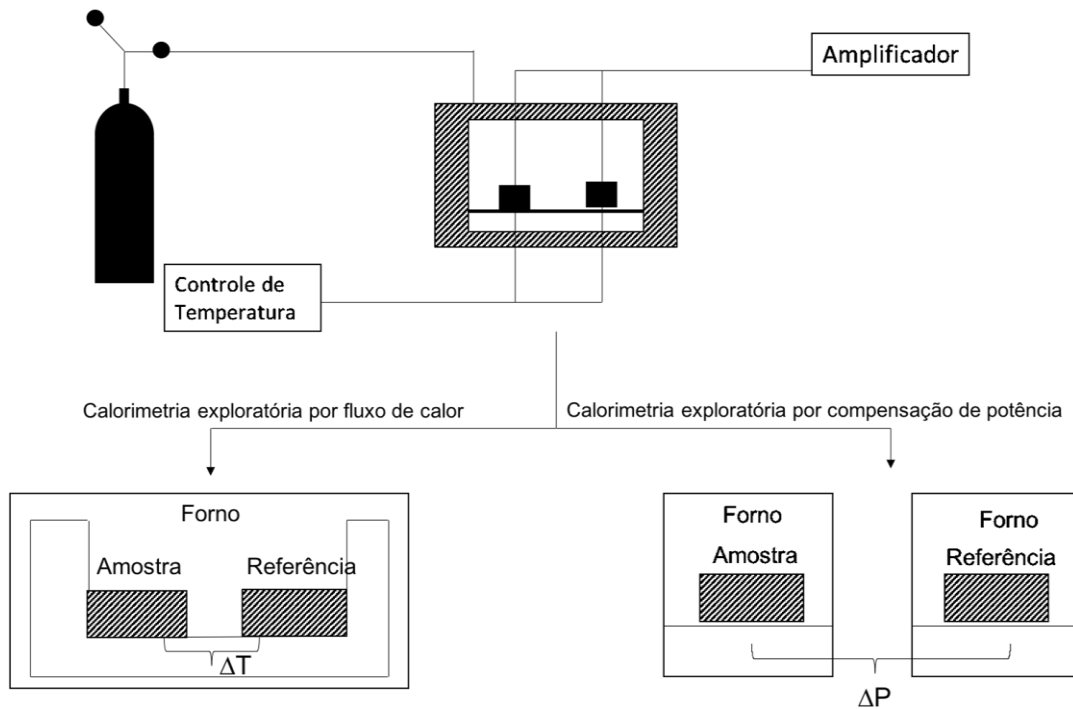 Amplificador
Controle de
Temperatura
Calorimetria exploratória por fluxo de calor
Calorimetria exploratória por compensação de potência
Forno
Amostra
Referência
ΔT
Forno
Amostra
Forno
Referência
ΔP